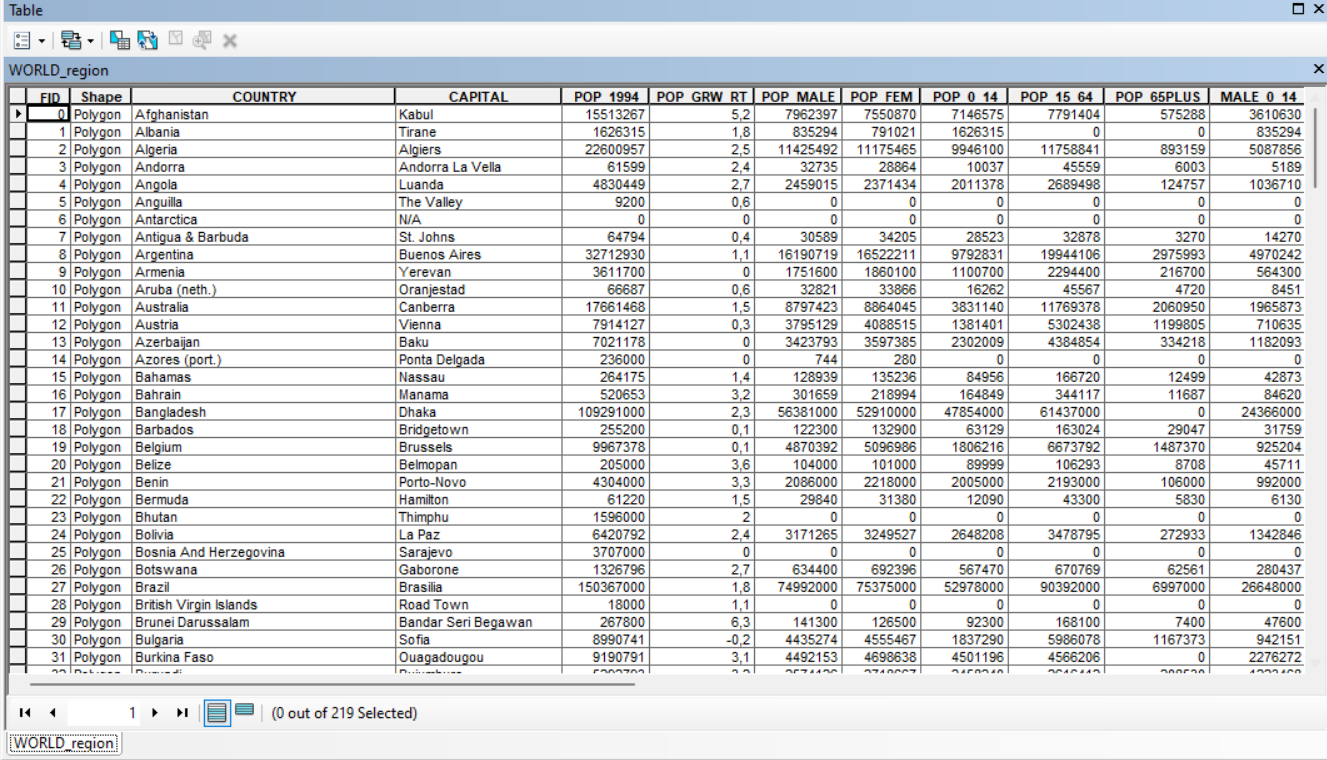 Table
WORLD_region
FID Shape COUNTRY CAPITAL POP_1994 POP_GRW_RT POP_MALE POP_FEM POP_0_14 POP_15_64 POP_65PLUS MALE_0_14
0 Polygon Afghanistan Kabul 15513267 5,2 7962397 7550870 7146575 7791404 575288 3610630
1 Polygon Albania Tirane 1626315 1,8 835294 791021 1626315 0 0 835294
2 Polygon Algeria Algiers 22600957 2,5 11425492 11175465 9946100 11758841 893159 5087856
3 Polygon Andorra Andorra La Vella 61599 2,4 32735 28864 10037 45559 6003 5189
4 Polygon Angola Luanda 4830449 2,7 2459015 2371434 2011378 2689498 124757 1036710
5 Polygon Anguilla The Valley 9200 0,6 0 0 0 0 0 0
6 Polygon Antarctica N/A 0 0 0 0 0 0 0 0
7 Polygon Antigua & Barbuda St. Johns 64794 0,4 30589 34205 28523 32878 3270 14270
8 Polygon Argentina Buenos Aires 32712930 1,1 16190719 16522211 9792831 19944106 2975993 4970242
9 Polygon Armenia Yerevan 3611700 0 1751600 1860100 1100700 2294400 216700 564300
10 Polygon Aruba (neth.) Oranjestad 66687 0,6 32821 33866 16262 45567 4720 8451
11 Polygon Australia Canberra 17661468 1,5 8797423 8864045 3831140 11769378 2060950 1965873
12 Polygon Austria Vienna 7914127 0,3 3795129 4088515 1381401 5302438 1199805 710635
13 Polygon Azerbaijan Baku 7021178 0 3423793 3597385 2302009 4384854 334218 1182093
14 Polygon Azores (port.) Ponta Delgada 236000 0 744 280 0 0 0 0
15 Polygon Bahamas Nassau 264175 1,4 128939 135236 84956 166720 12499 42873
16 Polygon Bahrain Manama 520653 3,2 301659 218994 164849 344117 11687 84620
17 Polygon Bangladesh Dhaka 109291000 2,3 56381000 52910000 47854000 61437000 0 24366000
18 Polygon Barbados Bridgetown 255200 0,1 122300 132900 63129 163024 29047 31759
19 Polygon Belgium Brussels 9967378 0,1 4870392 5096986 1806216 6673792 1487370 925204
20 Polygon Belize Belmopan 205000 3,6 104000 101000 89999 106293 8708 45711
21 Polygon Benin Porto-Novo 4304000 3,3 2086000 2218000 2005000 2193000 106000 992000
22 Polygon Bermuda Hamilton 61220 1,5 29840 31380 12090 43300 5830 6130
23 Polygon Bhutan Thimphu 1596000 2 0 0 0 0 0 0
24 Polygon Bolivia La Paz 6420792 2,4 3171265 3249527 2648208 3478795 272933 1342846
25 Polygon Bosnia And Herzegovina Sarajevo 3707000 0 0 0 0 0 0 0
26 Polygon Botswana Gaborone 1326796 2,7 634400 692396 567470 670769 62561 280437
27 Polygon Brazil Brasilia 150367000 1,8 74992000 75375000 52978000 90392000 6997000 26648000
28 Polygon British Virgin Islands Road Town 18000 1,1 0 0 0 0 0 0
29 Polygon Brunei Darussalam Bandar Seri Begawan 267800 6,3 141300 126500 92300 168100 7400 47600
30 Polygon Bulgaria Sofia 8990741 -0,2 4435274 4555467 1837290 5986078 1167373 942151
31 Polygon Burkina Faso Ouagadougou 9190791 3,1 4492153 4698638 4501196 4566206 0 2276272
1 (0 out of 219 Selected)
WORLD_region